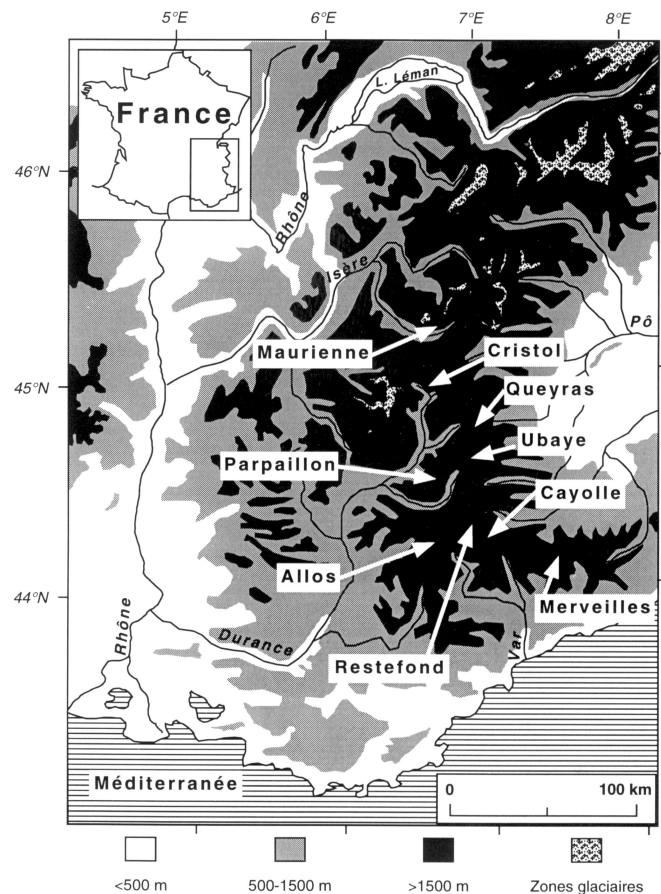 5°E 6°E 7°E 8°E
L. Léman
France
46°N
Rhône
Isère
Pô
Maurienne
Cristol
45°N
Queyras
Ubaye
Parpaillon
Cayolle
Allos
44°N
Merveilles
Rhône
Durance
Var
Restefond
Méditerranée
0 100 km
<500 m 500-1500 m >1500 m Zones glaciaires